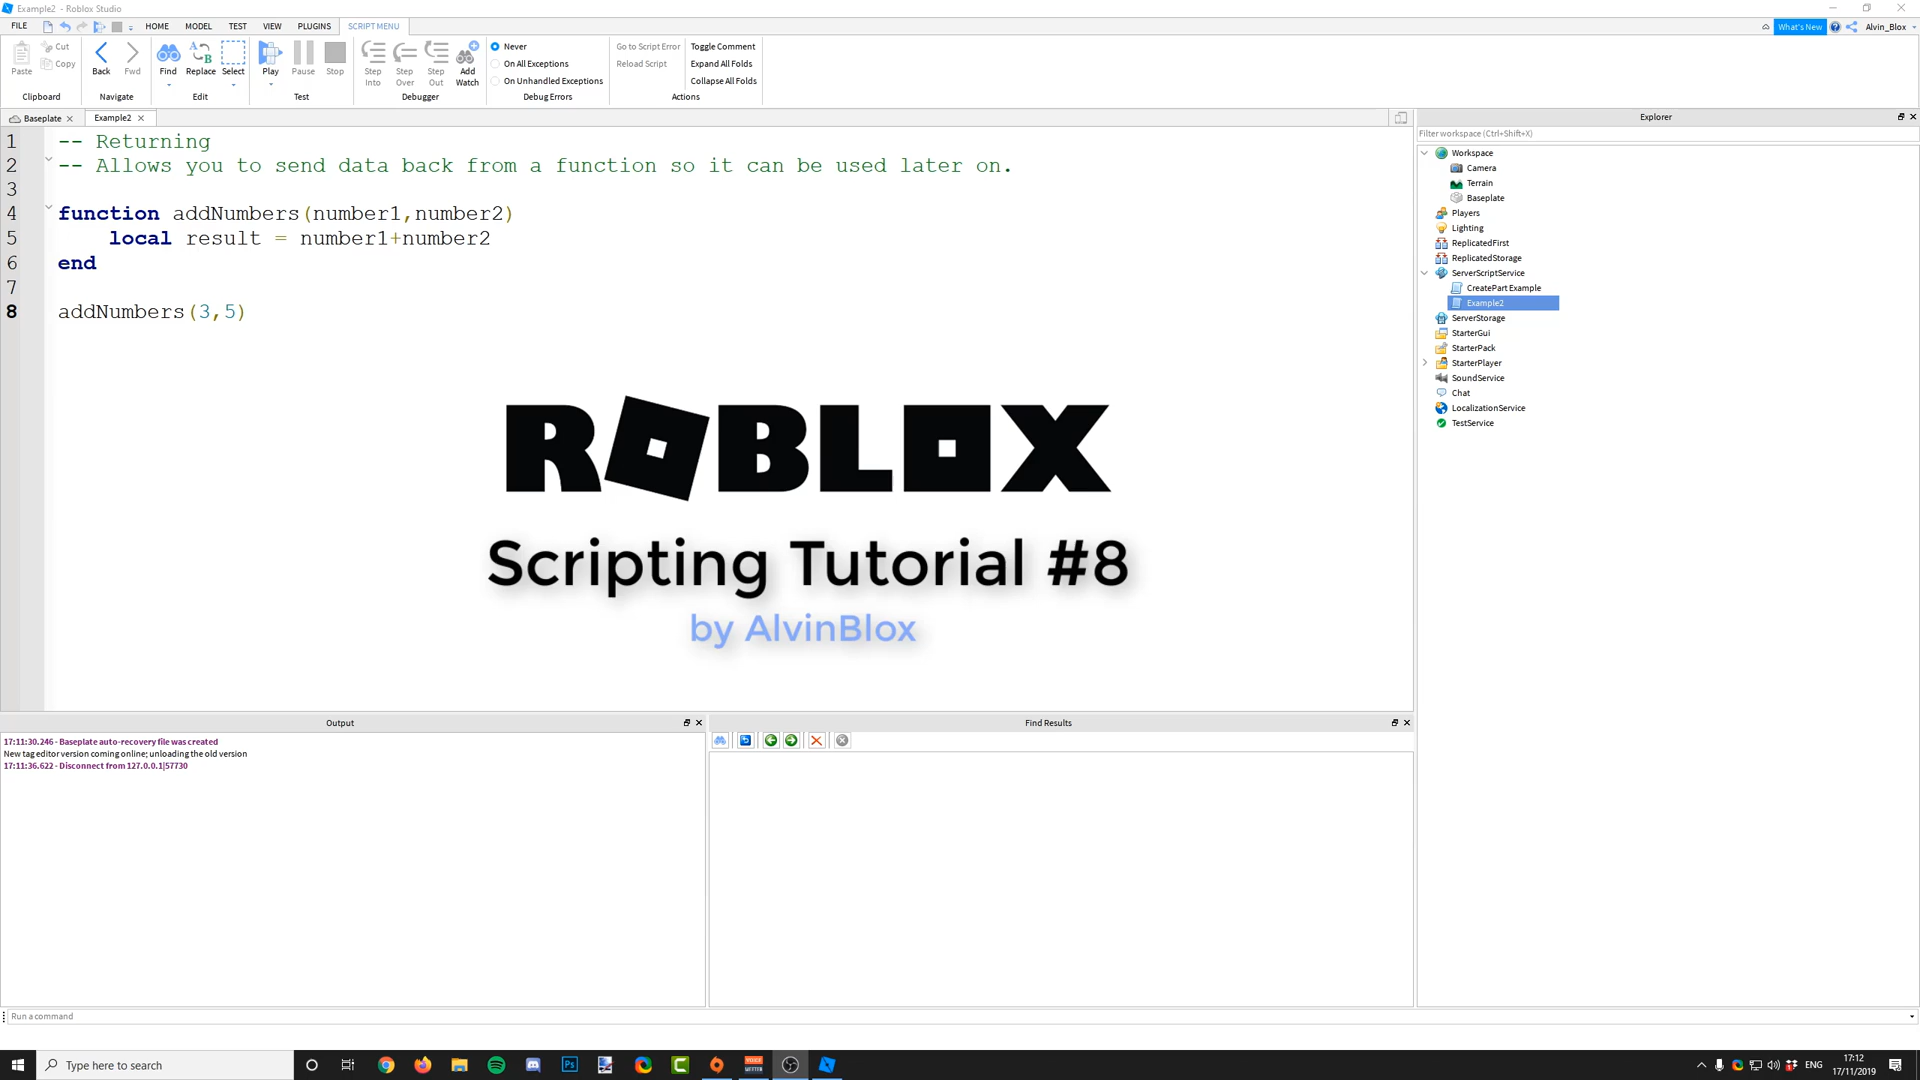 Example2 - Roblox Studio
FILE HOME MODEL TEST VIEW PLUGINS SCRIPT MENU What's New Alvin_Blox
Paste Cut Copy Back Fwd Find Replace Select Play Pause Stop Step Into Step Over Step Out Add Watch
Never
On All Exceptions
On Unhandled Exceptions
Go to Script Error
Reload Script
Toggle Comment
Expand All Folds
Collapse All Folds
Clipboard Navigate Edit Test Debugger Debug Errors Actions
Baseplate Example2
1 -- Returning
2 -- Allows you to send data back from a function so it can be used later on.
3
4 function addNumbers(number1,number2)
5 local result = number1+number2
6 end
7
8 addNumbers(3,5)
ROBLOX
Scripting Tutorial #8
by AlvinBlox
Explorer
Filter workspace (Ctrl+Shift+X)
Workspace
Camera
Terrain
Baseplate
Players
Lighting
ReplicatedFirst
ReplicatedStorage
ServerScriptService
CreatePart Example
Example2
ServerStorage
StarterGui
StarterPack
StarterPlayer
SoundService
Chat
LocalizationService
TestService
Output
17:11:30.246 - Baseplate auto-recovery file was created
New tag editor version coming online; unloading the old version
17:11:36.622 - Disconnect from 127.0.0.1|57730
Find Results
Run a command
Type here to search
Ps
ENG
17:12
17/11/2019